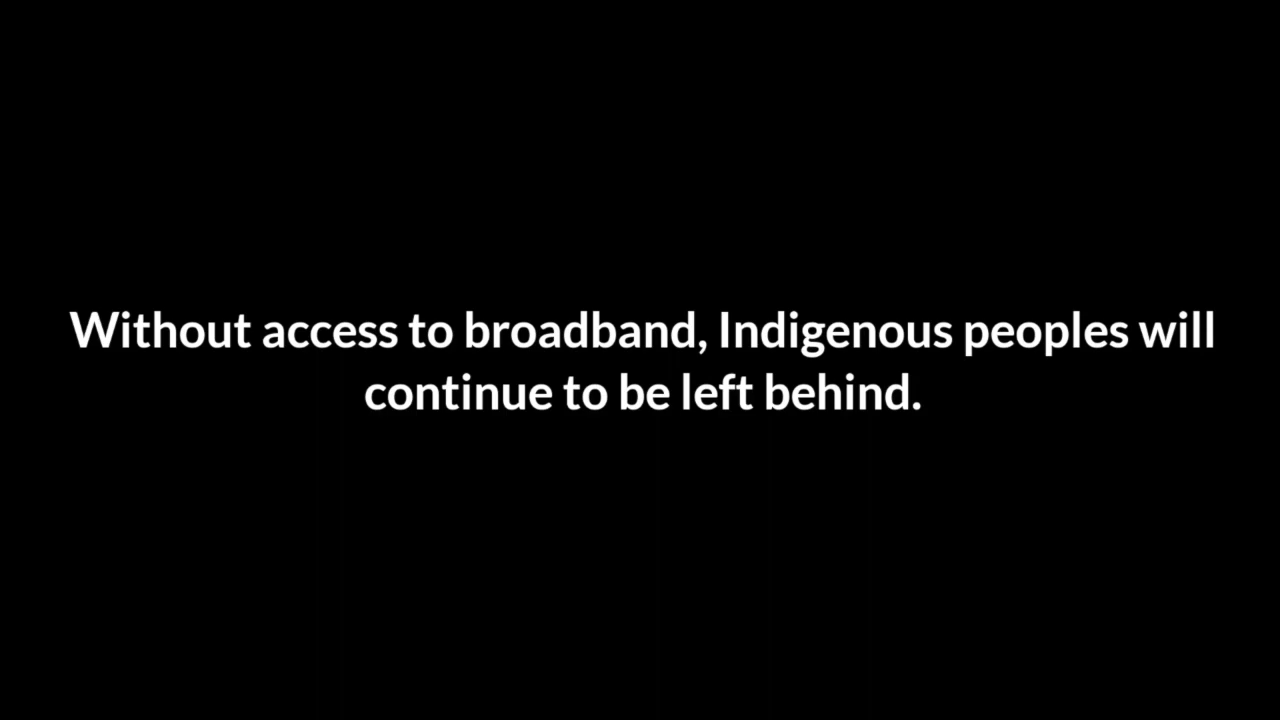 Without access to broadband, Indigenous peoples will
continue to be left behind.